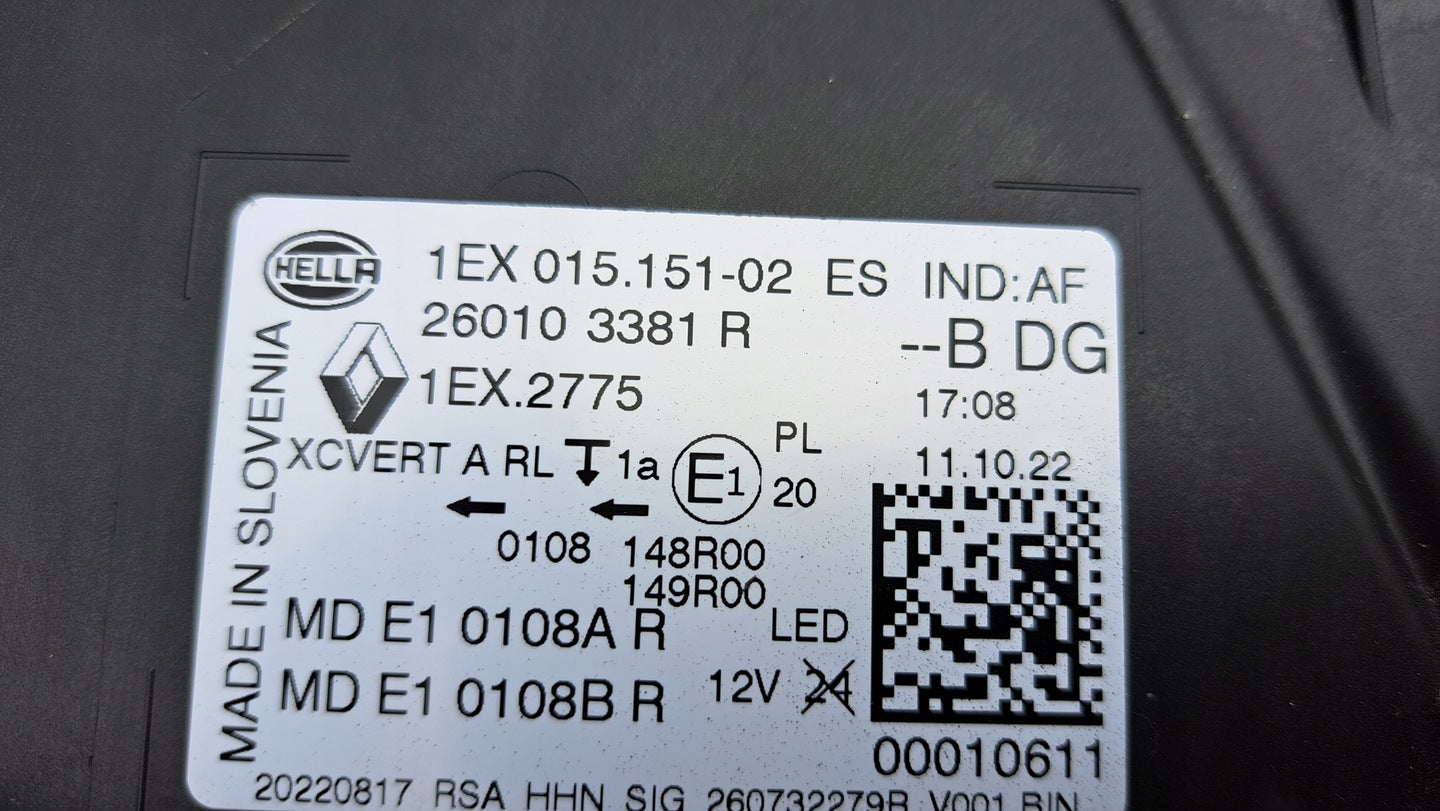 HELLA 1EX 015.151-02 ES IND:AF
260103381R --B DG
1EX.2775 17:08
XCVERT A RL 1a E1 PL 20 11.10.22
0108 148R00
149R00
MD E1 0108A R LED
MD E1 0108B R 12V 24
00010611
MADE IN SLOVENIA
20220817 RSA HHN SIG 260732279R V001 BIN